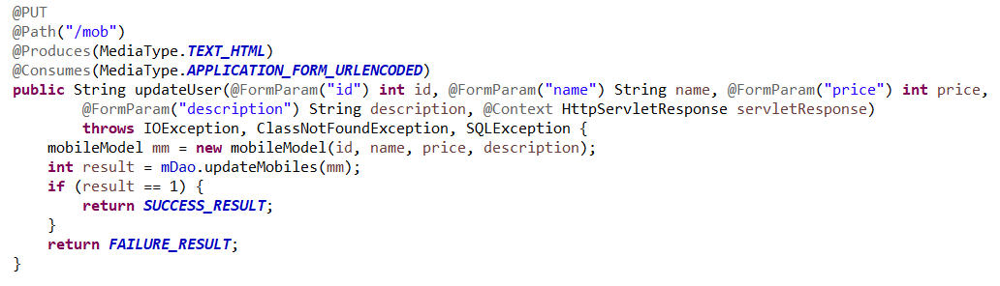 @PUT
@Path("/mob")
@Produces(MediaType.TEXT_HTML)
@Consumes(MediaType.APPLICATION_FORM_URLENCODED)
public String updateUser(@FormParam("id") int id, @FormParam("name") String name, @FormParam("price") int price,
@FormParam("description") String description, @Context HttpServletResponse servletResponse)
throws IOException, ClassNotFoundException, SQLException {
mobileModel mm = new mobileModel(id, name, price, description);
int result = mDao.updateMobiles(mm);
if (result == 1) {
return SUCCESS_RESULT;
}
return FAILURE_RESULT;
}